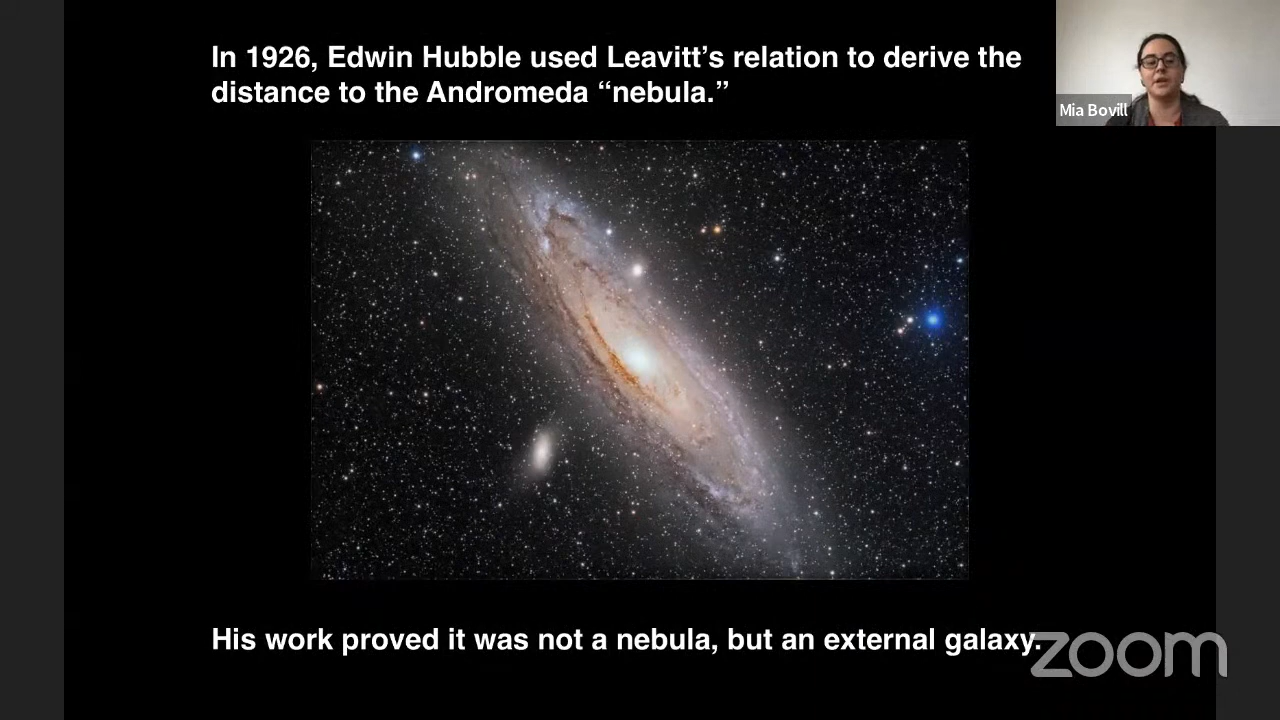 In 1926, Edwin Hubble used Leavitt’s relation to derive the
distance to the Andromeda “nebula.”
Mia Bovill
His work proved it was not a nebula, but an external galaxy.
zoom